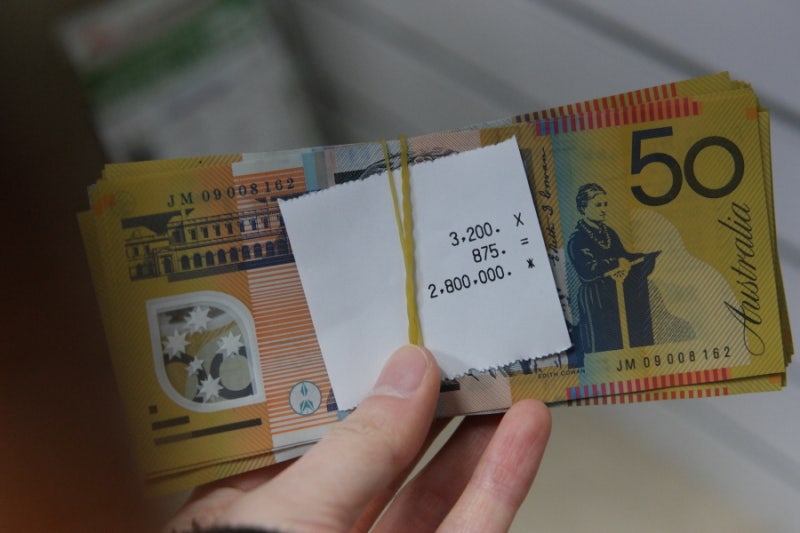 50
JM 09008162
3,200. X
875. =
2,800,000. *
Australia
JM 09008162
EDITH COWAN